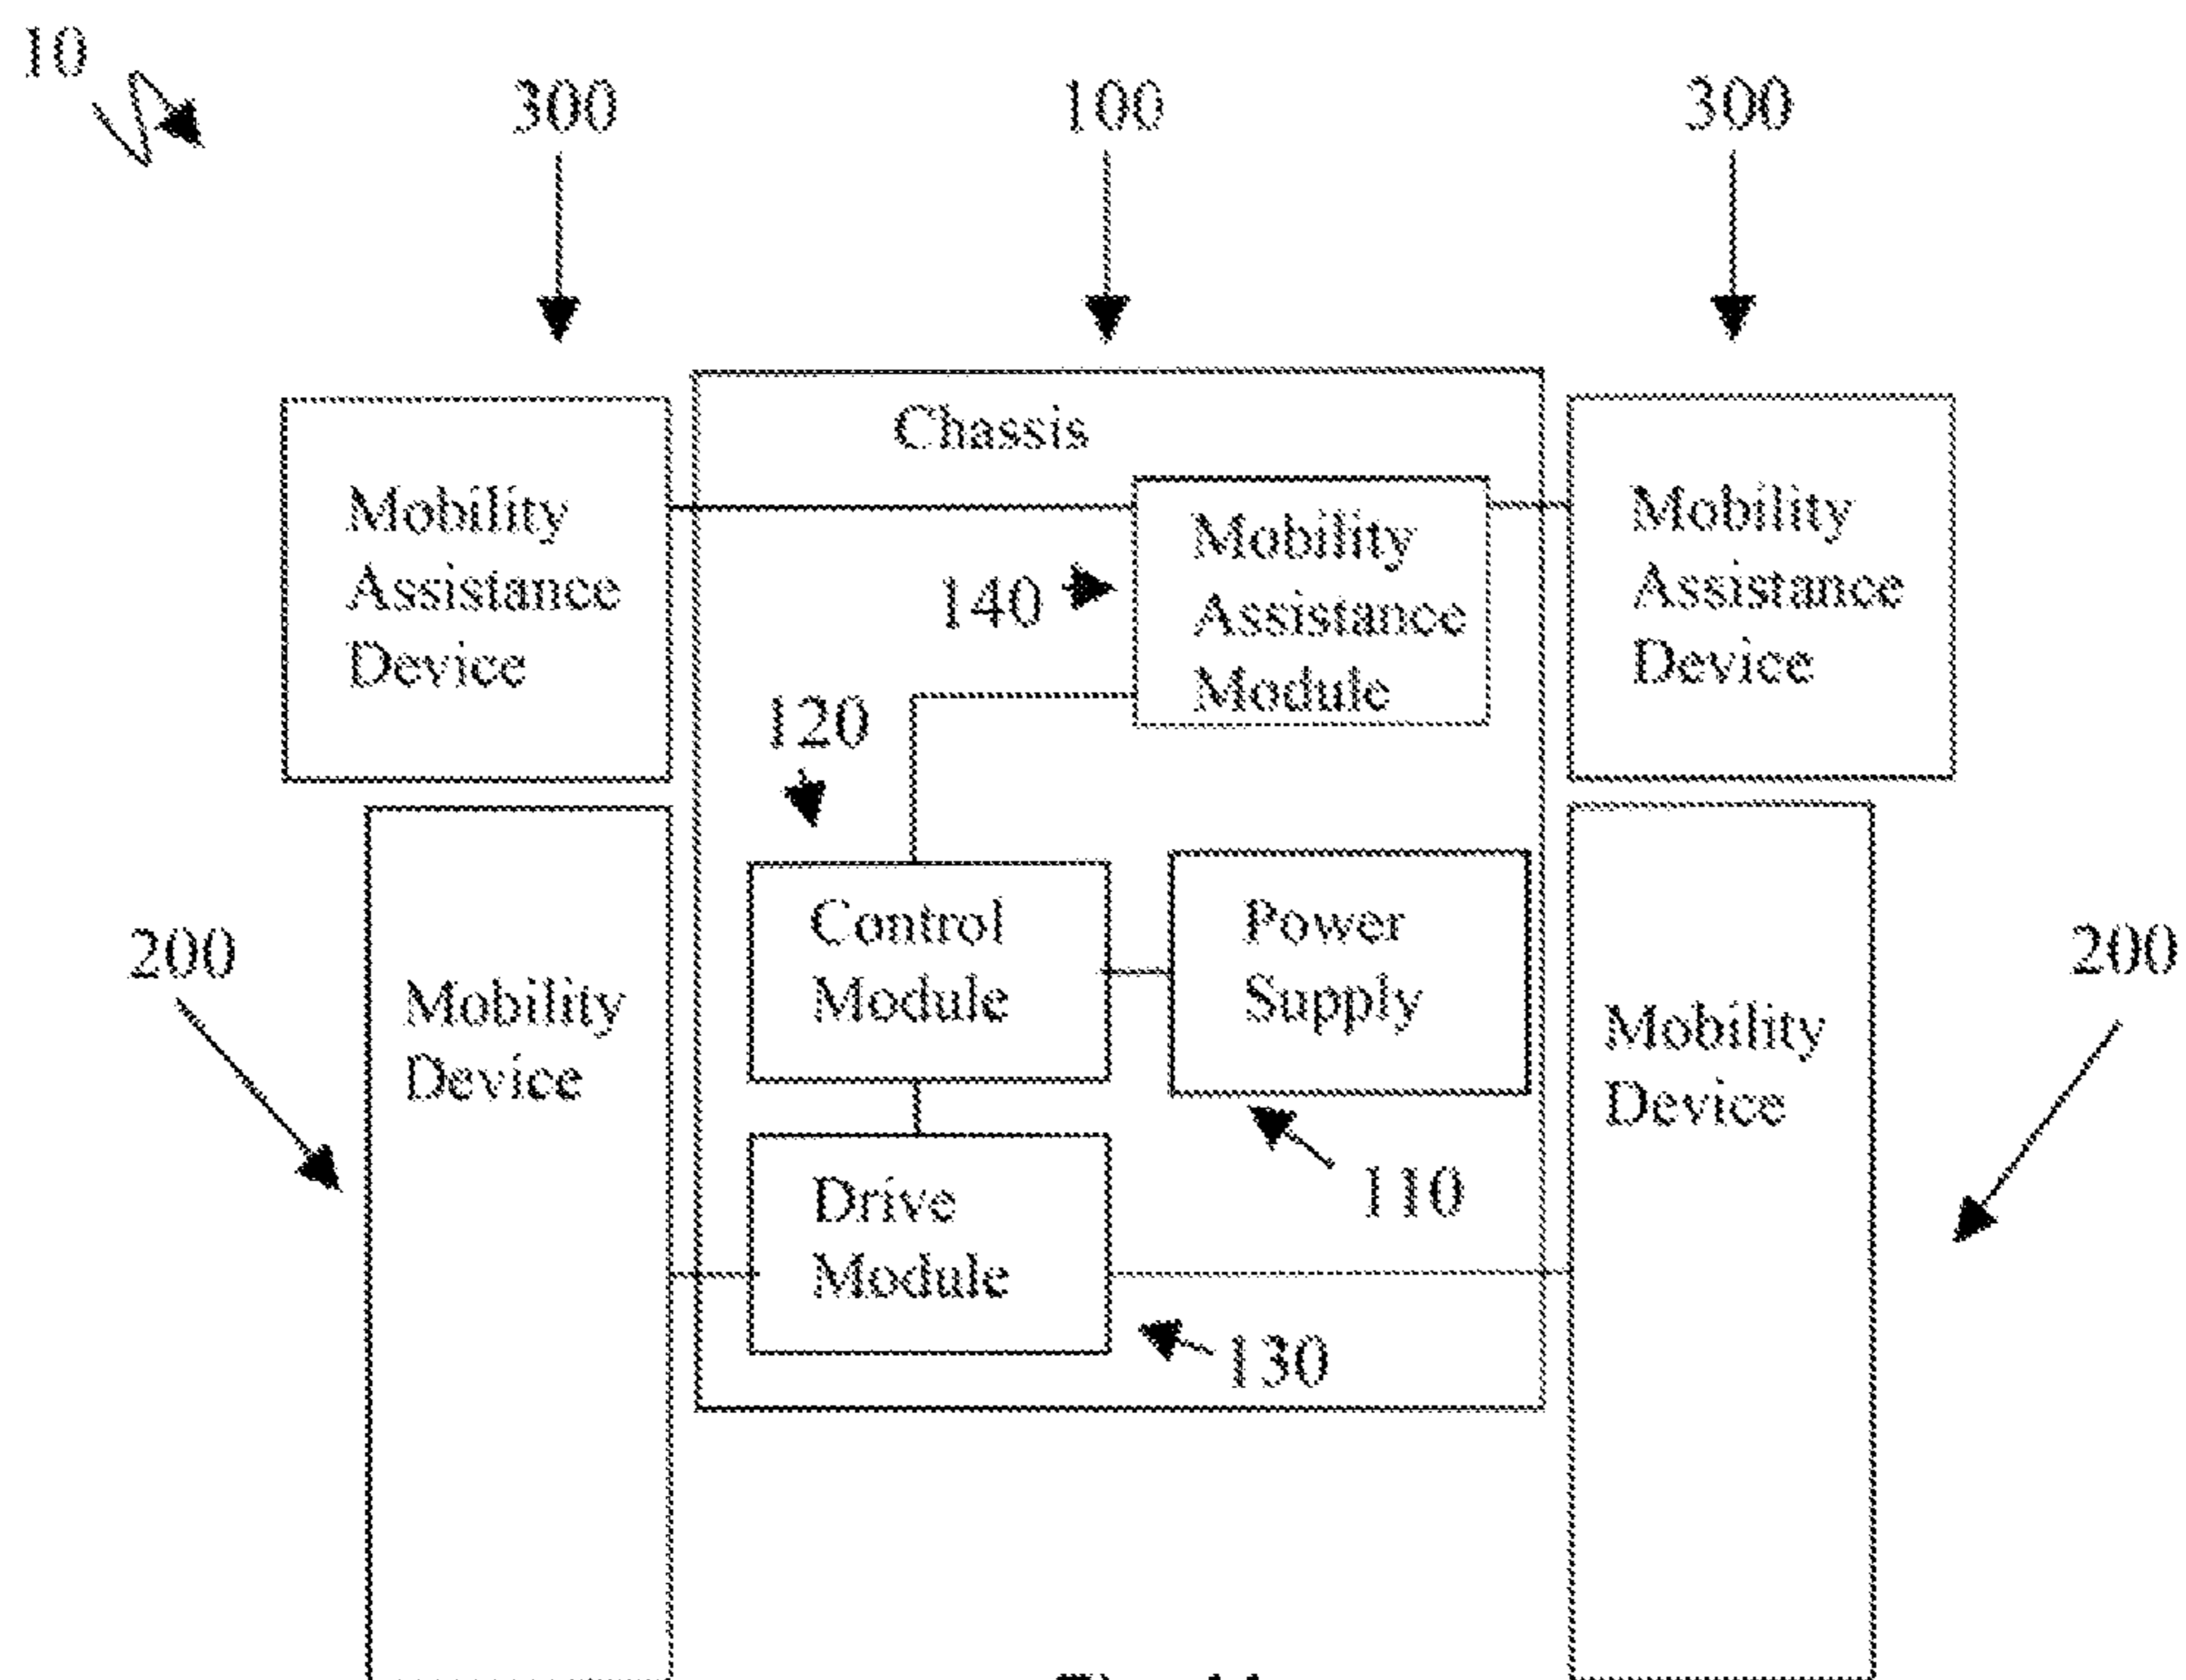 10
300
100
300
Chassis
Mobility
Assistance
Device
Mobility
Assistance
Module
Mobility
Assistance
Device
140
120
Control
Module
Power
Supply
200
Mobility
Device
200
Mobility
Device
110
Drive
Module
130